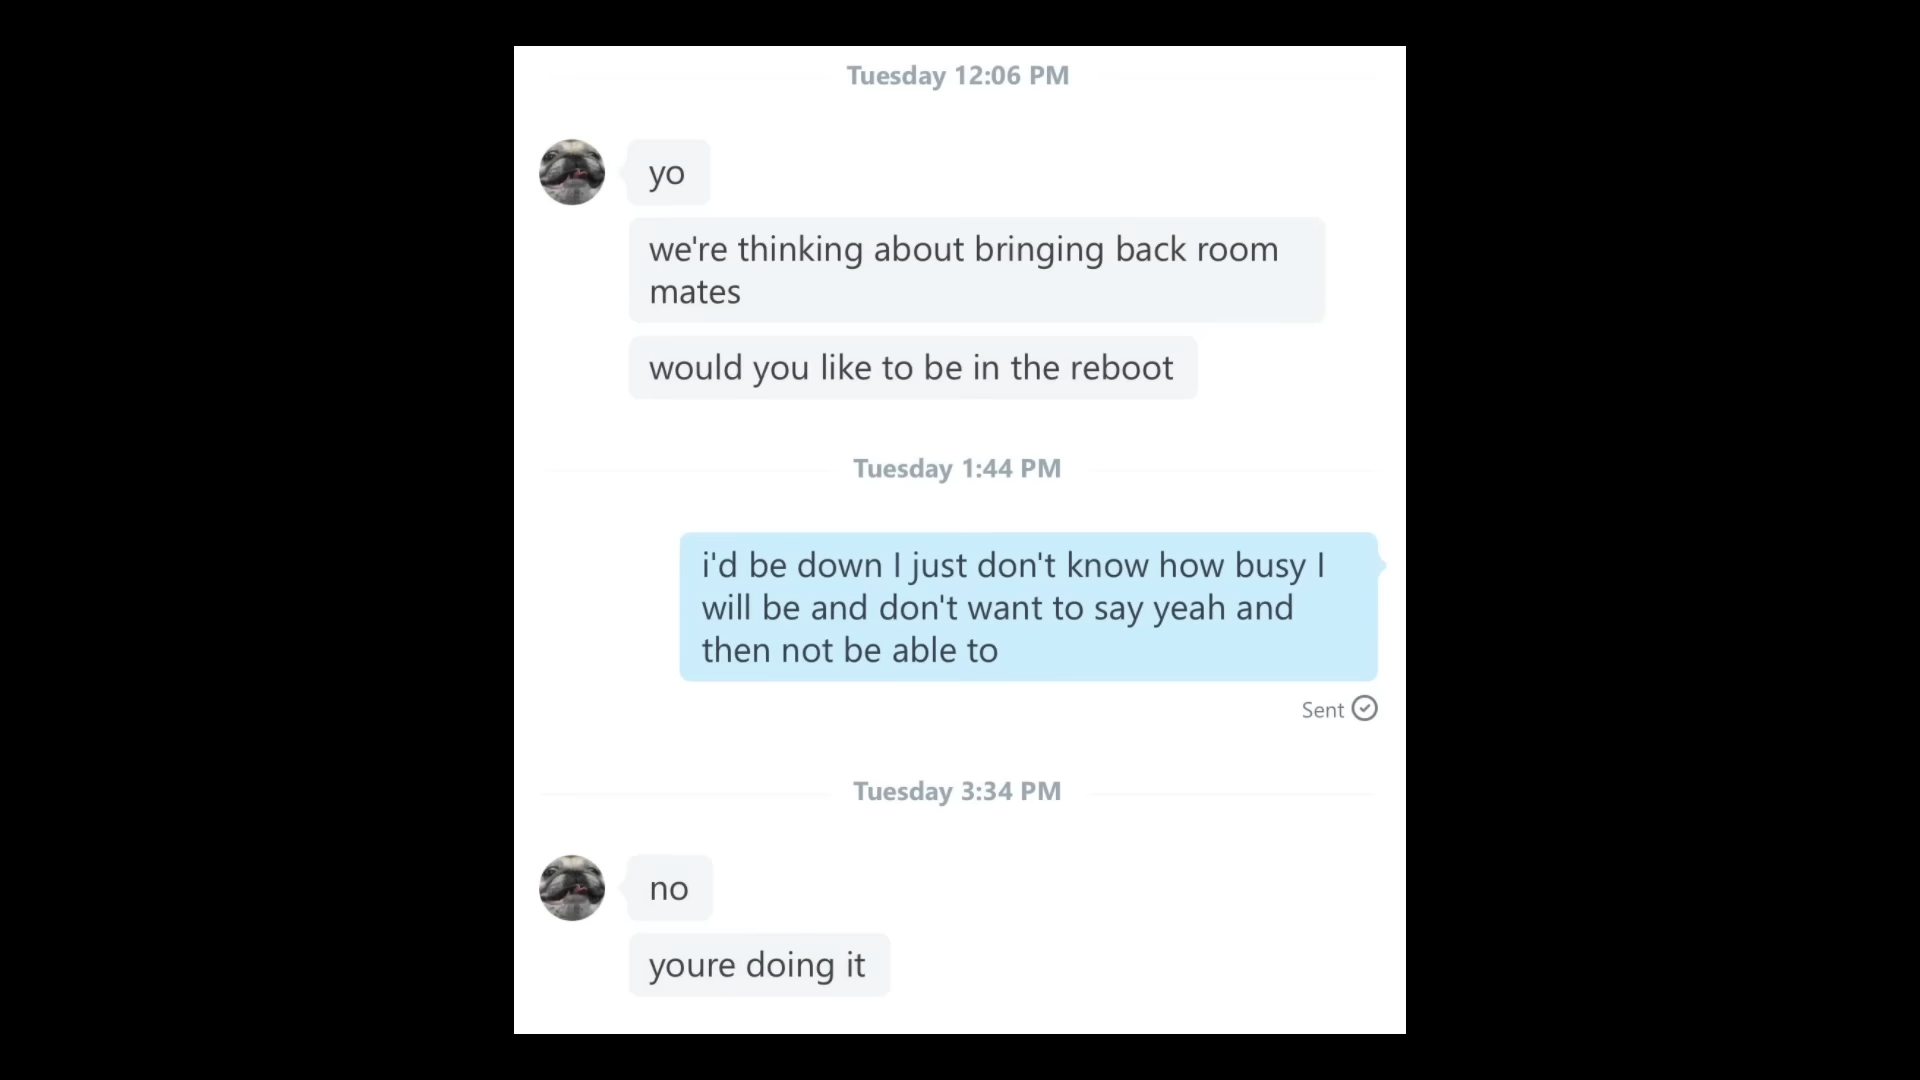 Tuesday 12:06 PM
yo
we're thinking about bringing back room
mates
would you like to be in the reboot
Tuesday 1:44 PM
i'd be down I just don't know how busy I
will be and don't want to say yeah and
then not be able to
Sent
Tuesday 3:34 PM
no
youre doing it